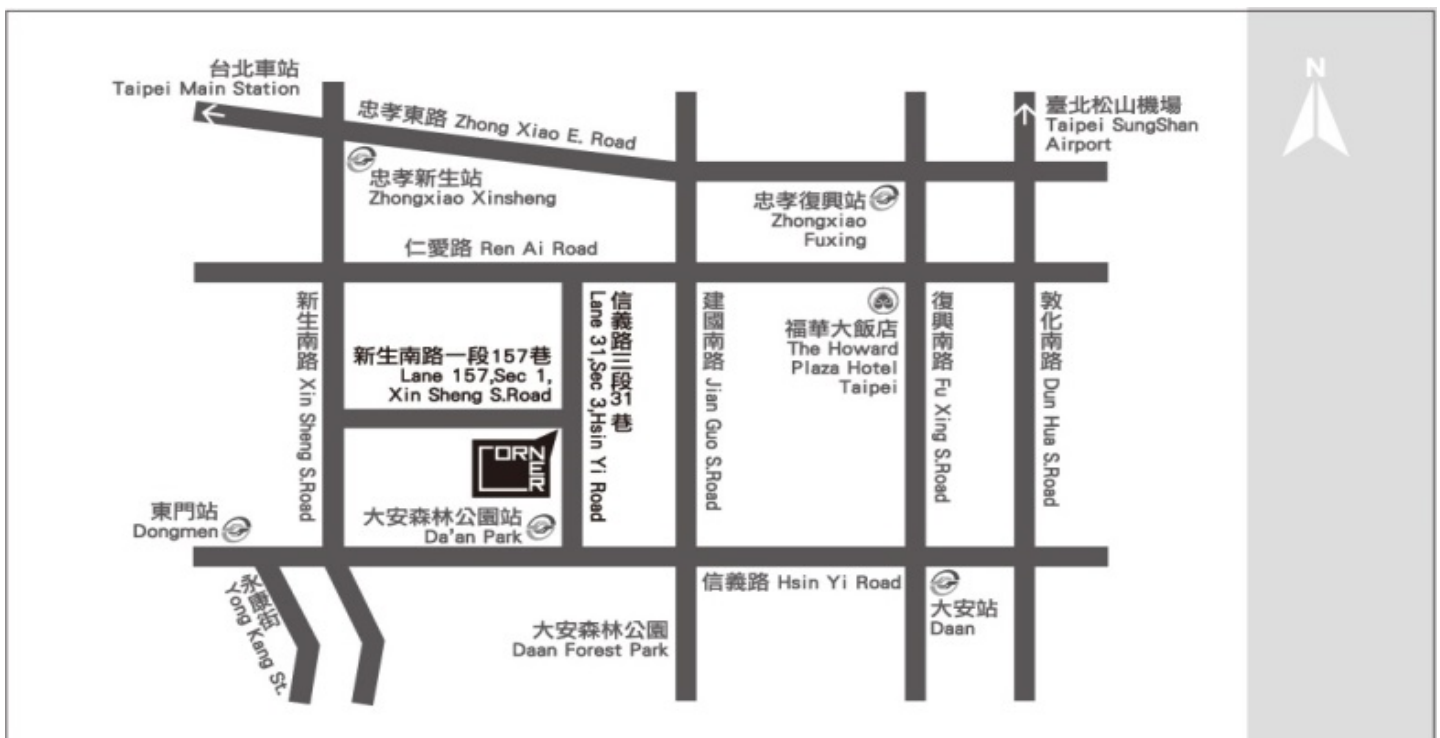 台北車站
Taipei Main Station
忠孝東路 Zhong Xiao E. Road
臺北松山機場
Taipei SungShan
Airport
N
忠孝新生站
Zhongxiao Xinsheng
忠孝復興站
Zhongxiao
Fuxing
仁愛路 Ren Ai Road
新生南路 Xin Sheng S.Road
新生南路一段157巷
Lane 157,Sec 1,
Xin Sheng S.Road
信義路三段31巷
Lane 31,Sec 3,Hsin Yi Road
建國南路 Jian Guo S.Road
福華大飯店
The Howard
Plaza Hotel
Taipei
復興南路 Fu Xing S.Road
敦化南路 Dun Hua S.Road
CORNER
東門站
Dongmen
大安森林公園站
Da'an Park
信義路 Hsin Yi Road
永康街
Yong Kang St.
大安森林公園
Daan Forest Park
大安站
Daan